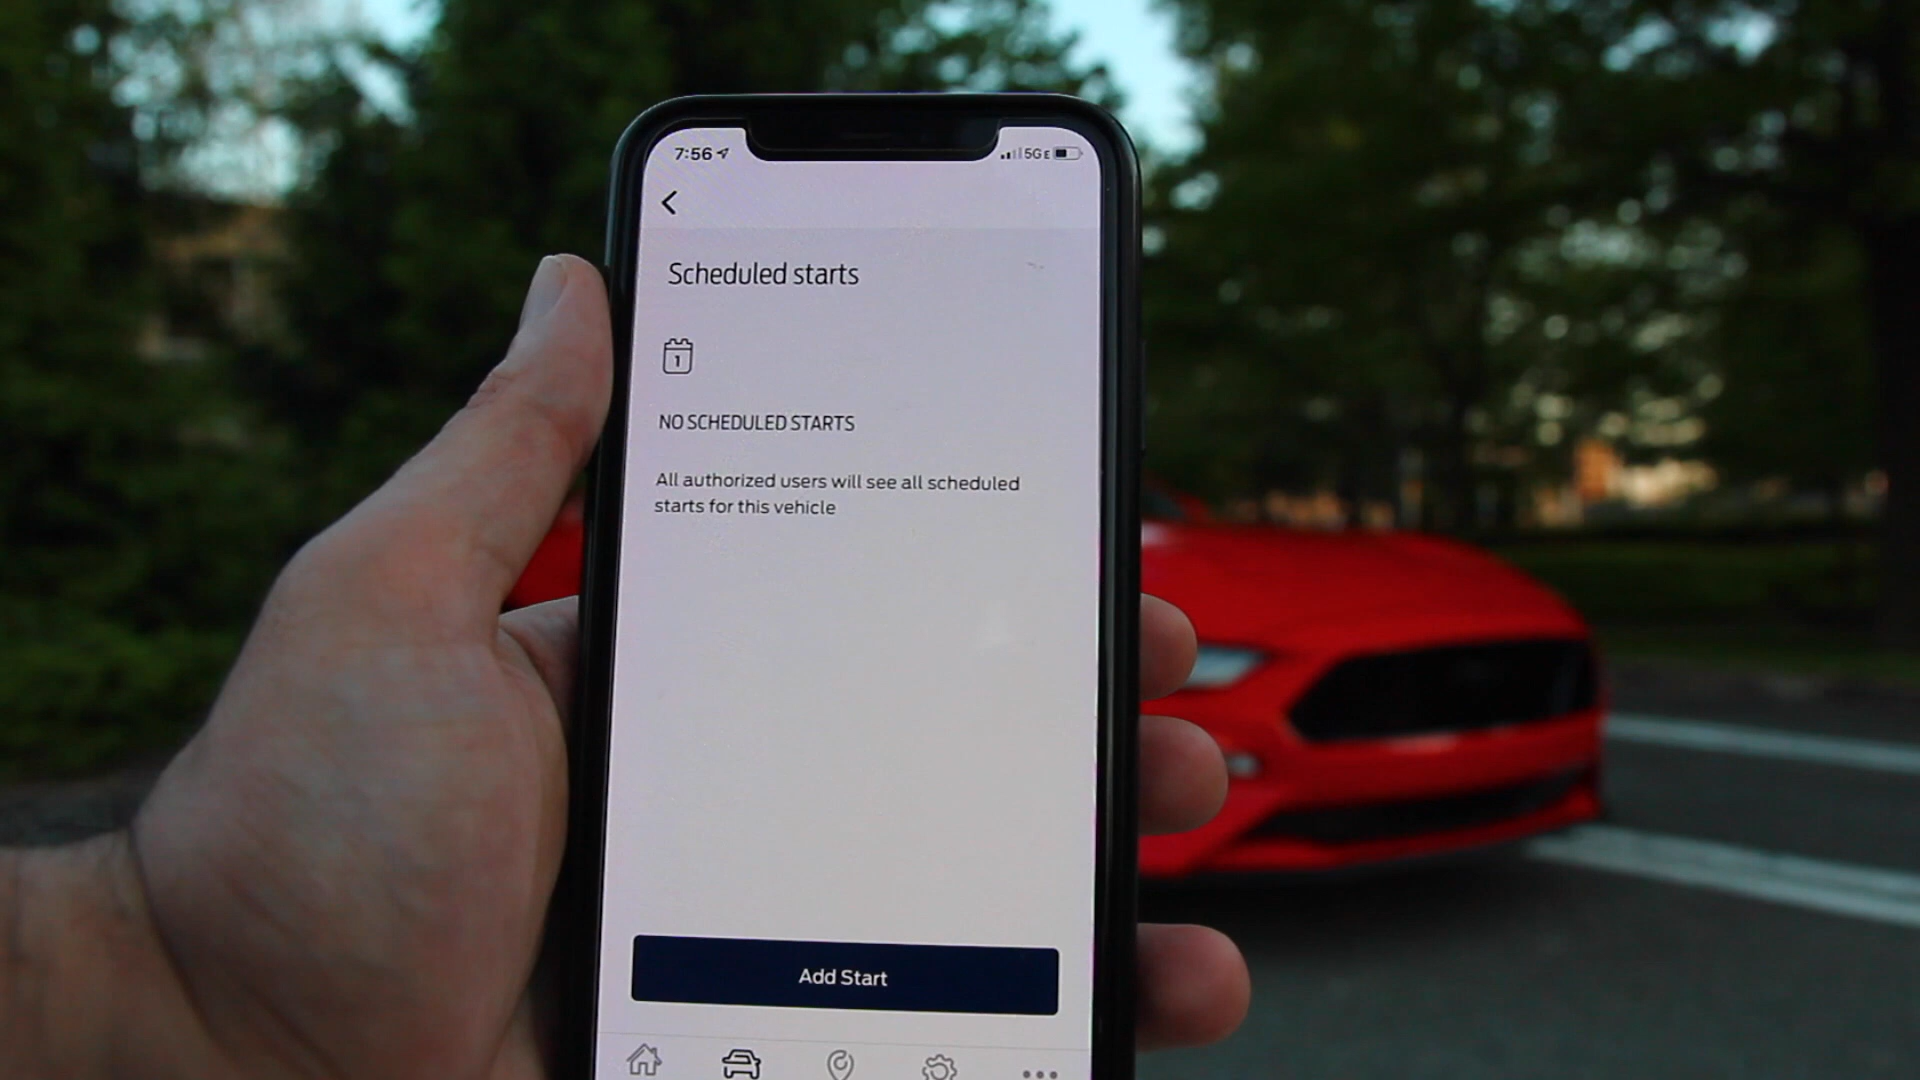 7:56
5G E
Scheduled starts
1
NO SCHEDULED STARTS
All authorized users will see all scheduled
starts for this vehicle
Add Start